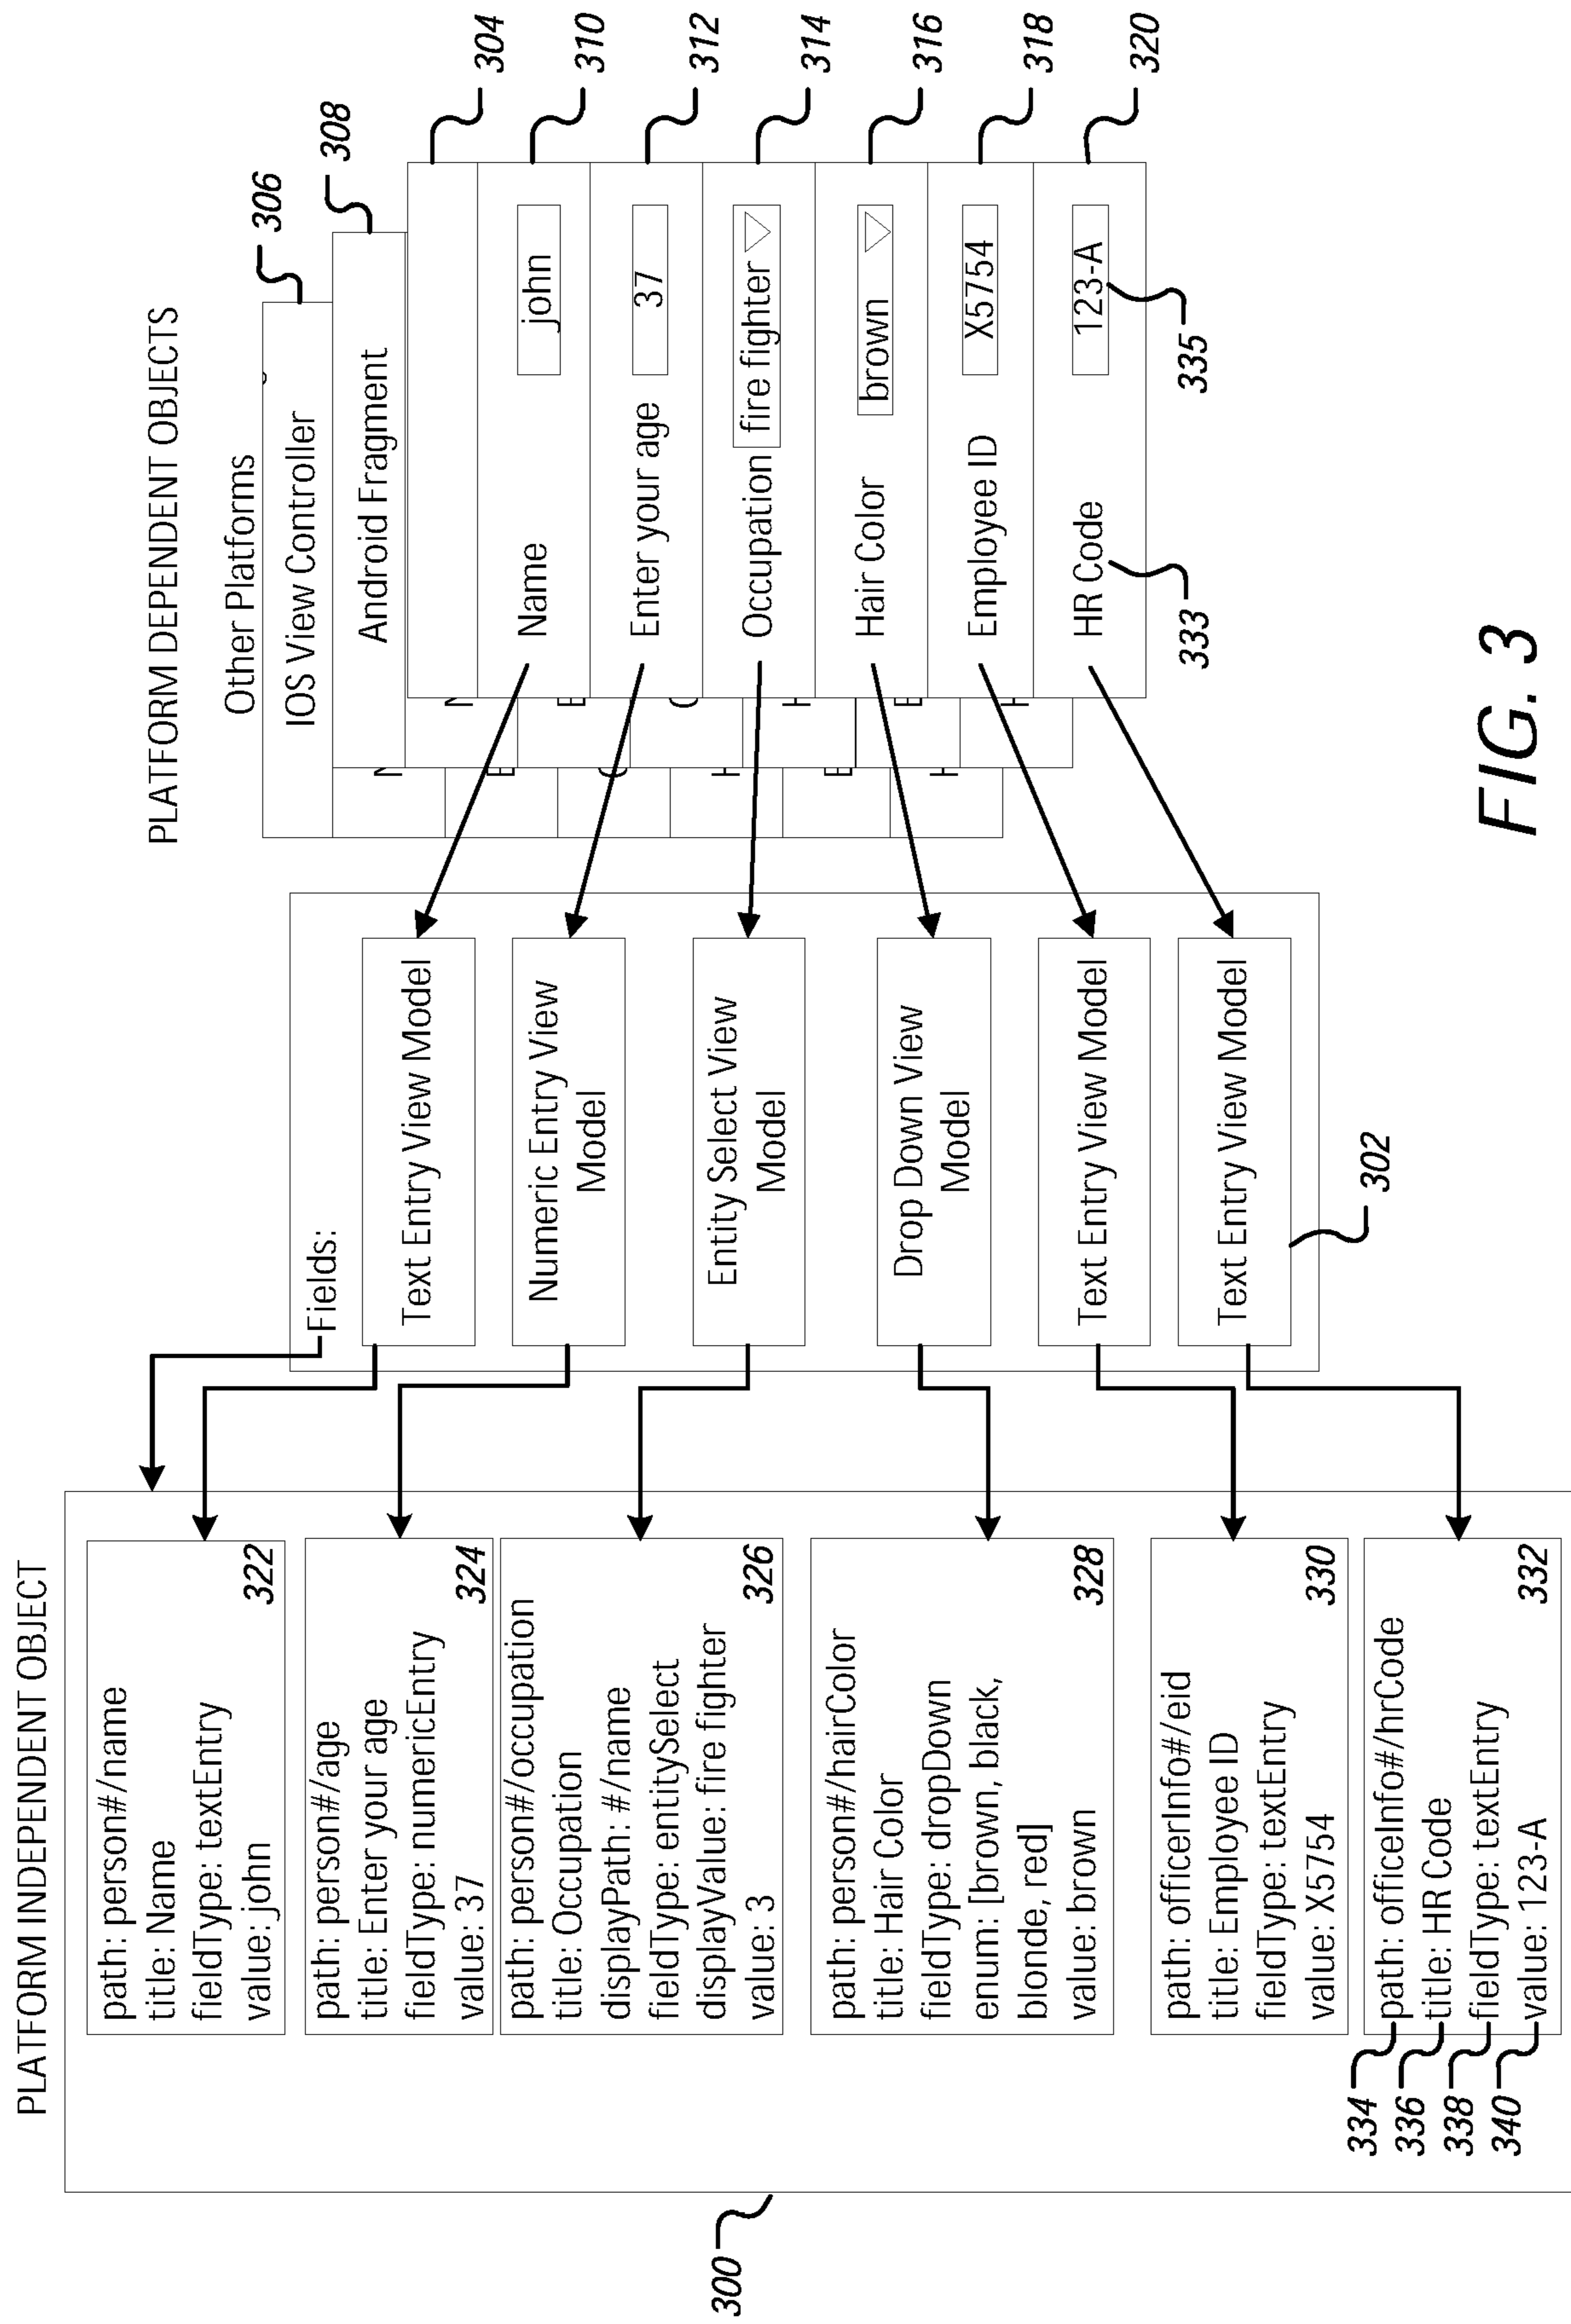 PLATFORM INDEPENDENT OBJECT
path: person#/name
title: Name
fieldType: textEntry
value: john
322
path: person#/age
title: Enter your age
fieldType: numericEntry
value: 37
324
path: person#/occupation
title: Occupation
displayPath: #/name
fieldType: entitySelect
displayValue: fire fighter
value: 3
326
path: person#/hairColor
title: Hair Color
fieldType: dropDown
enum: [brown, black,
blonde, red]
value: brown
328
path: officerInfo#/eid
title: Employee ID
fieldType: textEntry
value: X5754
330
path: officeInfo#/hrCode
title: HR Code
fieldType: textEntry
value: 123-A
332
334
336
338
340
300
Fields:
Text Entry View Model
Numeric Entry View
Model
Entity Select View
Model
Drop Down View
Model
Text Entry View Model
Text Entry View Model
302
PLATFORM DEPENDENT OBJECTS
Other Platforms
IOS View Controller
306
Android Fragment
308
304
Name
john
310
Enter your age
37
312
Occupation
fire fighter
314
Hair Color
brown
316
Employee ID
X5754
318
HR Code
123-A
320
333
335
FIG. 3